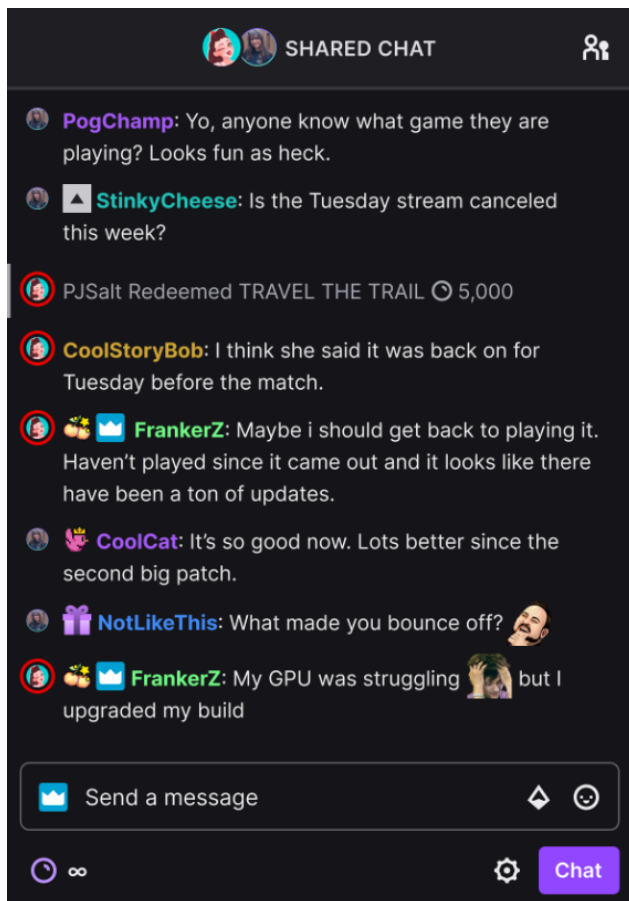 SHARED CHAT
PogChamp: Yo, anyone know what game they are
playing? Looks fun as heck.
StinkyCheese: Is the Tuesday stream canceled
this week?
PJSalt Redeemed TRAVEL THE TRAIL 5,000
CoolStoryBob: I think she said it was back on for
Tuesday before the match.
FrankerZ: Maybe i should get back to playing it.
Haven’t played since it came out and it looks like there
have been a ton of updates.
CoolCat: It’s so good now. Lots better since the
second big patch.
NotLikeThis: What made you bounce off?
FrankerZ: My GPU was struggling but I
upgraded my build
Send a message
∞
Chat